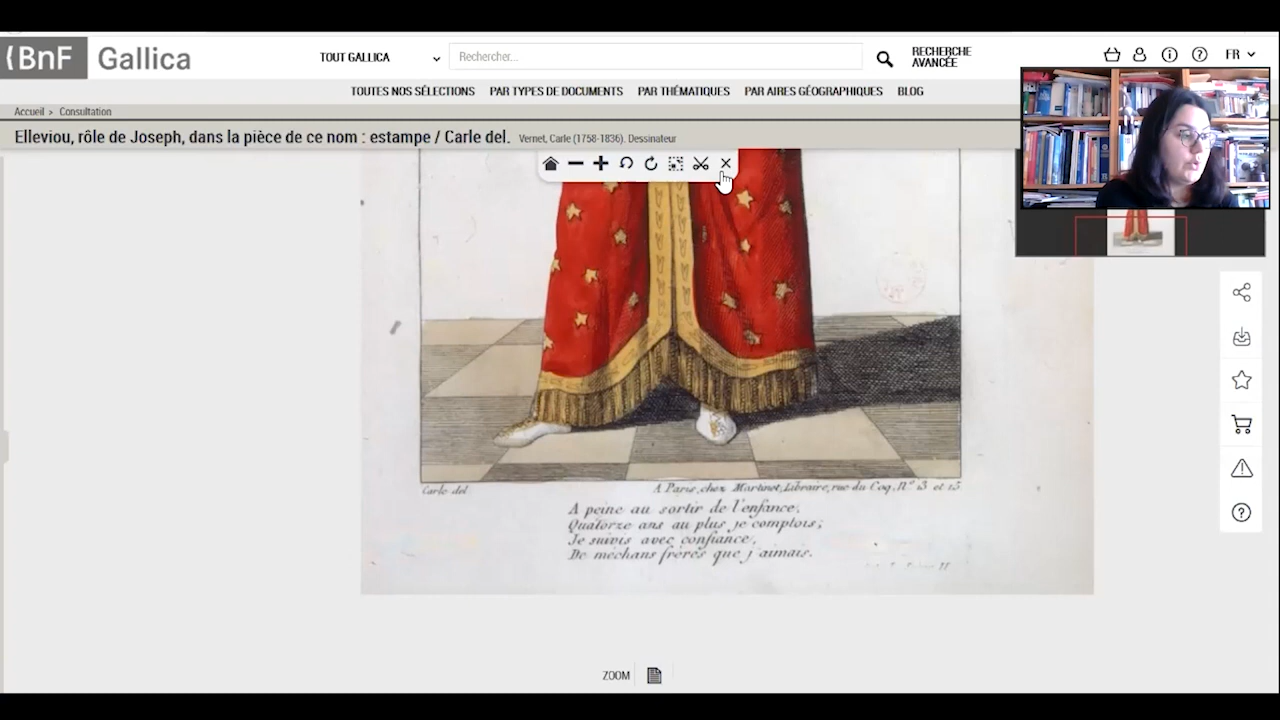 BnF Gallica
TOUT GALLICA
Rechercher...
RECHERCHE
AVANCÉE
FR
TOUTES NOS SÉLECTIONS PAR TYPES DE DOCUMENTS PAR THÉMATIQUES PAR AIRES GÉOGRAPHIQUES BLOG
Accueil > Consultation
Elleviou, rôle de Joseph, dans la pièce de ce nom : estampe / Carle del. Vernet, Carle (1758-1836). Dessinateur
Carle del.
A Paris, chez Martinet, Libraire, rue du Coq, N.º 13 et 15
A peine au sortir de l'enfance,
Quatorze ans au plus je comptois;
Je suivis avec confiance,
De méchans frères que j'aimais.
ZOOM